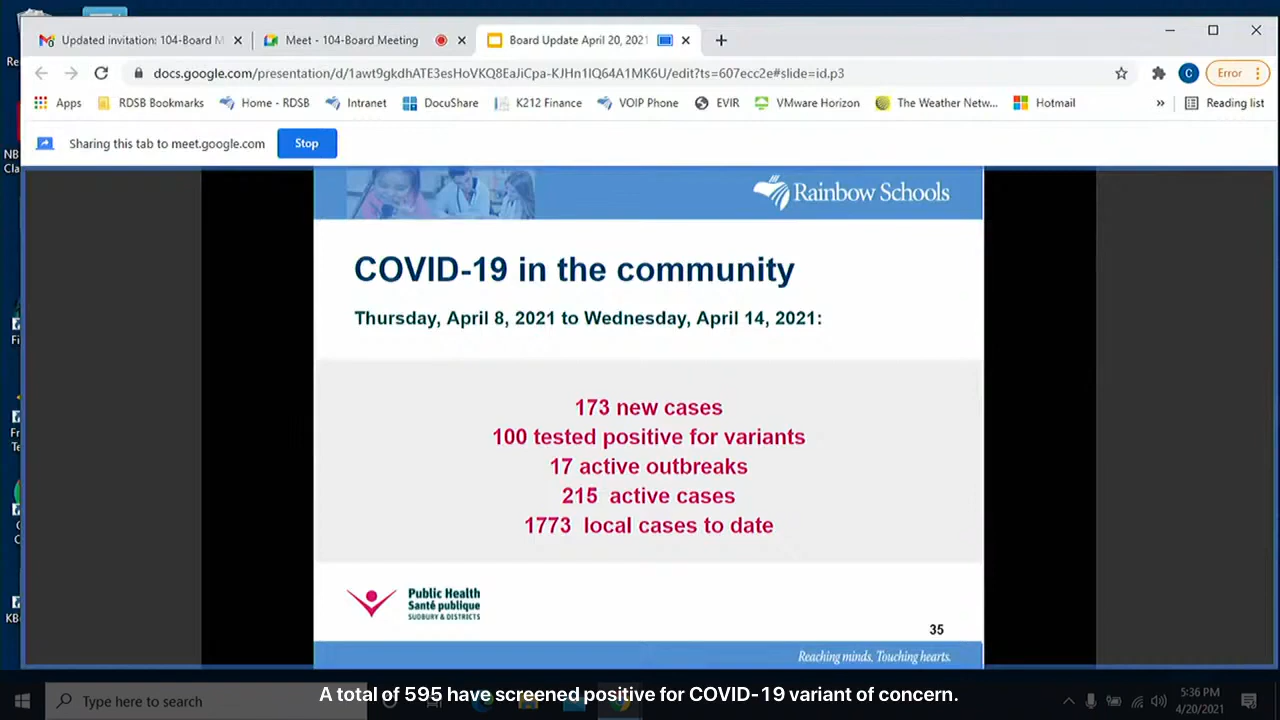 Updated invitation: 104-Board M
Meet - 104-Board Meeting
Board Update April 20, 2021
docs.google.com/presentation/d/1awt9gkdhATE3esHoVKQ8EaJiCpa-KJHn1IQ64A1MK6U/edit?ts=607ecc2e#slide=id.p3
C
Error
Apps
RDSB Bookmarks
Home - RDSB
Intranet
DocuShare
K212 Finance
VOIP Phone
EVIR
VMware Horizon
The Weather Netw...
Hotmail
»
Reading list
Sharing this tab to meet.google.com
Stop
Rainbow Schools
COVID-19 in the community
Thursday, April 8, 2021 to Wednesday, April 14, 2021:
173 new cases
100 tested positive for variants
17 active outbreaks
215 active cases
1773 local cases to date
Public Health
Santé publique
SUDBURY & DISTRICTS
35
Reaching minds. Touching hearts.
A total of 595 have screened positive for COVID-19 variant of concern.
Type here to search
5:36 PM
4/20/2021